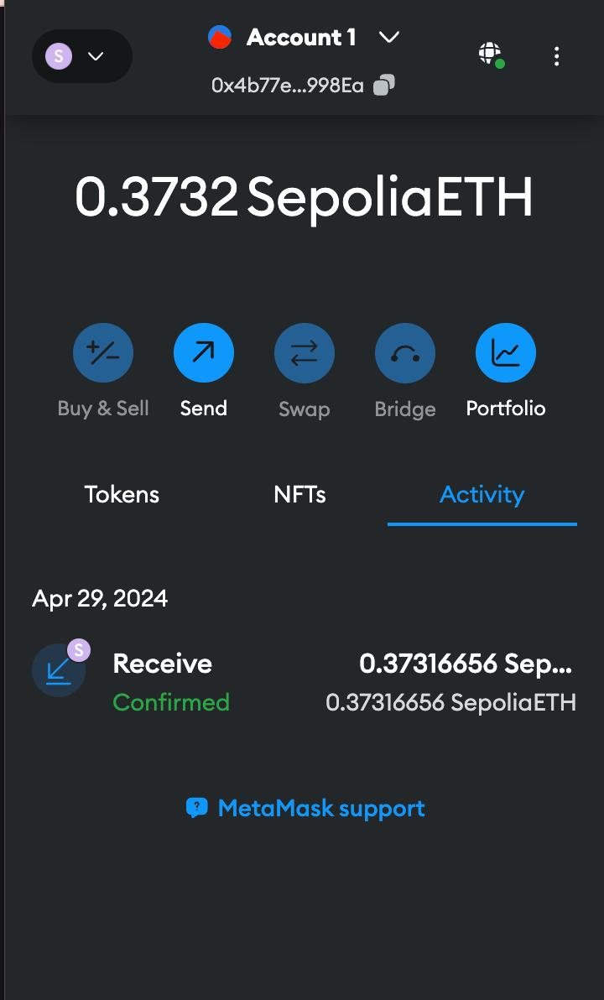 S
Account 1
0x4b77e...998Ea
0.3732 SepoliaETH
Buy & Sell Send Swap Bridge Portfolio
Tokens NFTs Activity
Apr 29, 2024
S
Receive 0.37316656 Sep...
Confirmed 0.37316656 SepoliaETH
? MetaMask support